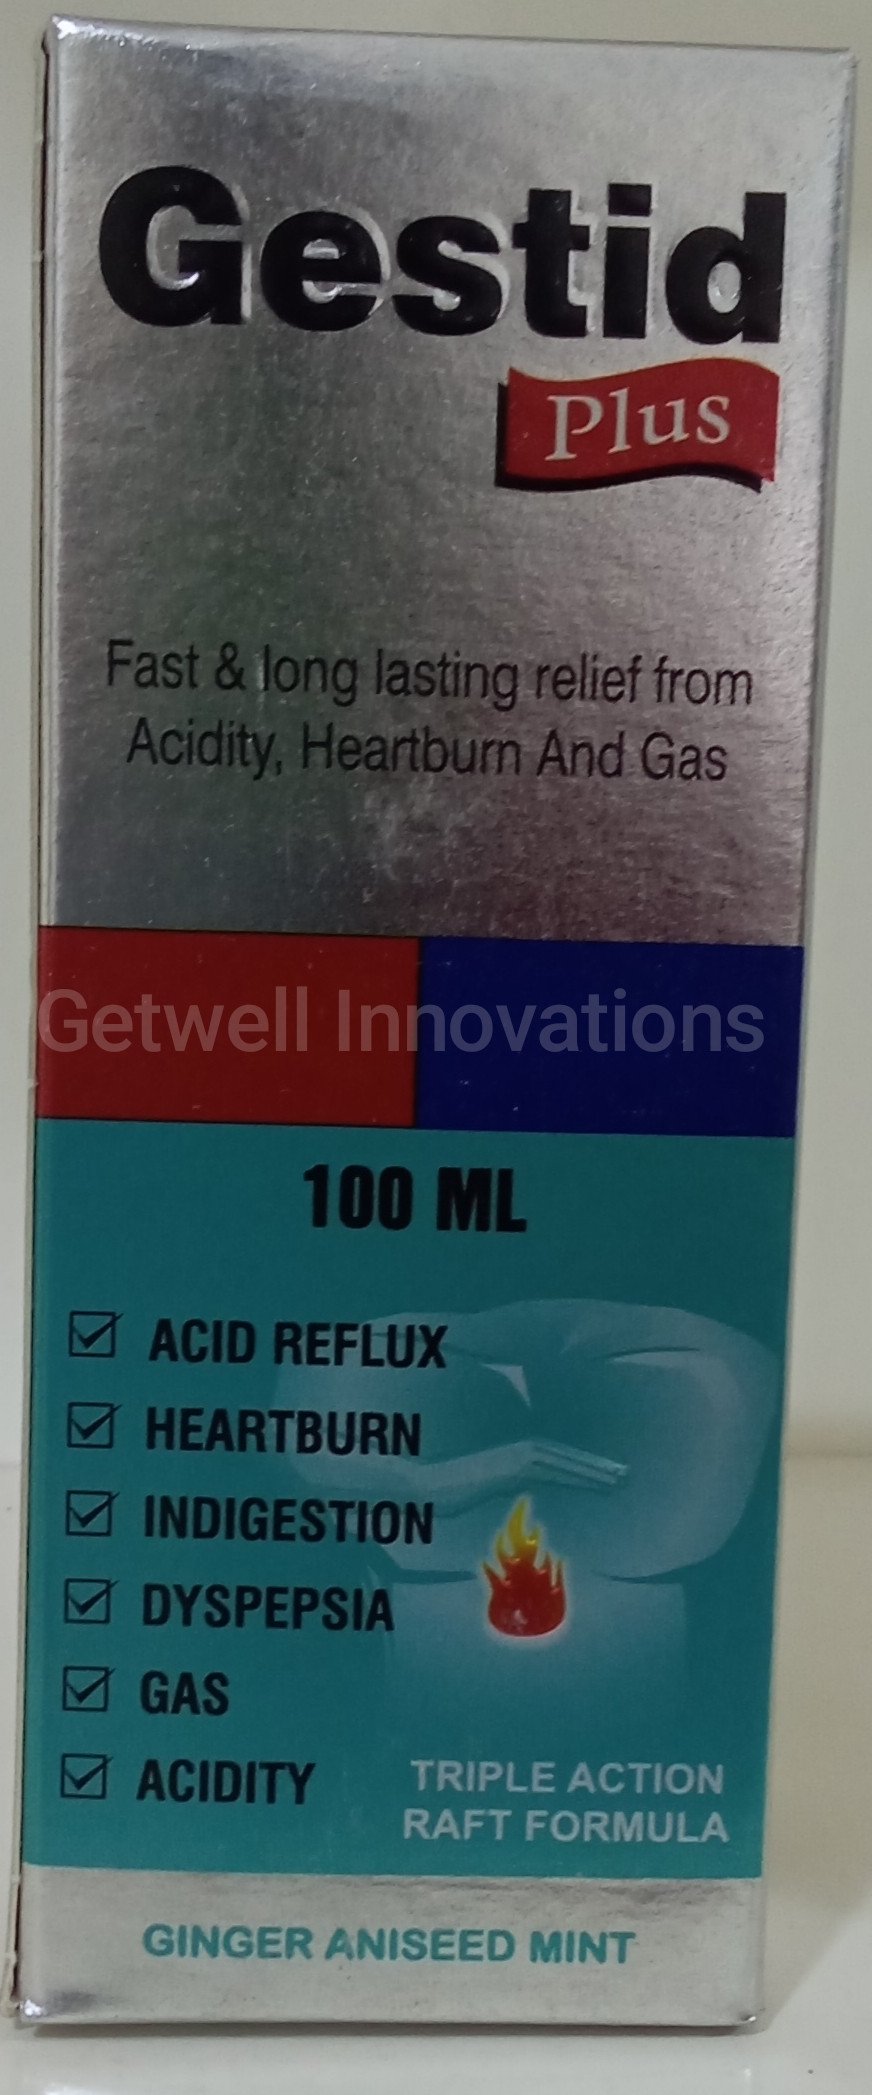 Gestid
Plus
Fast & long lasting relief from
Acidity, Heartburn And Gas
Getwell Innovations
100 ML
ACID REFLUX
HEARTBURN
INDIGESTION
DYSPEPSIA
GAS
ACIDITY
TRIPLE ACTION
RAFT FORMULA
GINGER ANISEED MINT